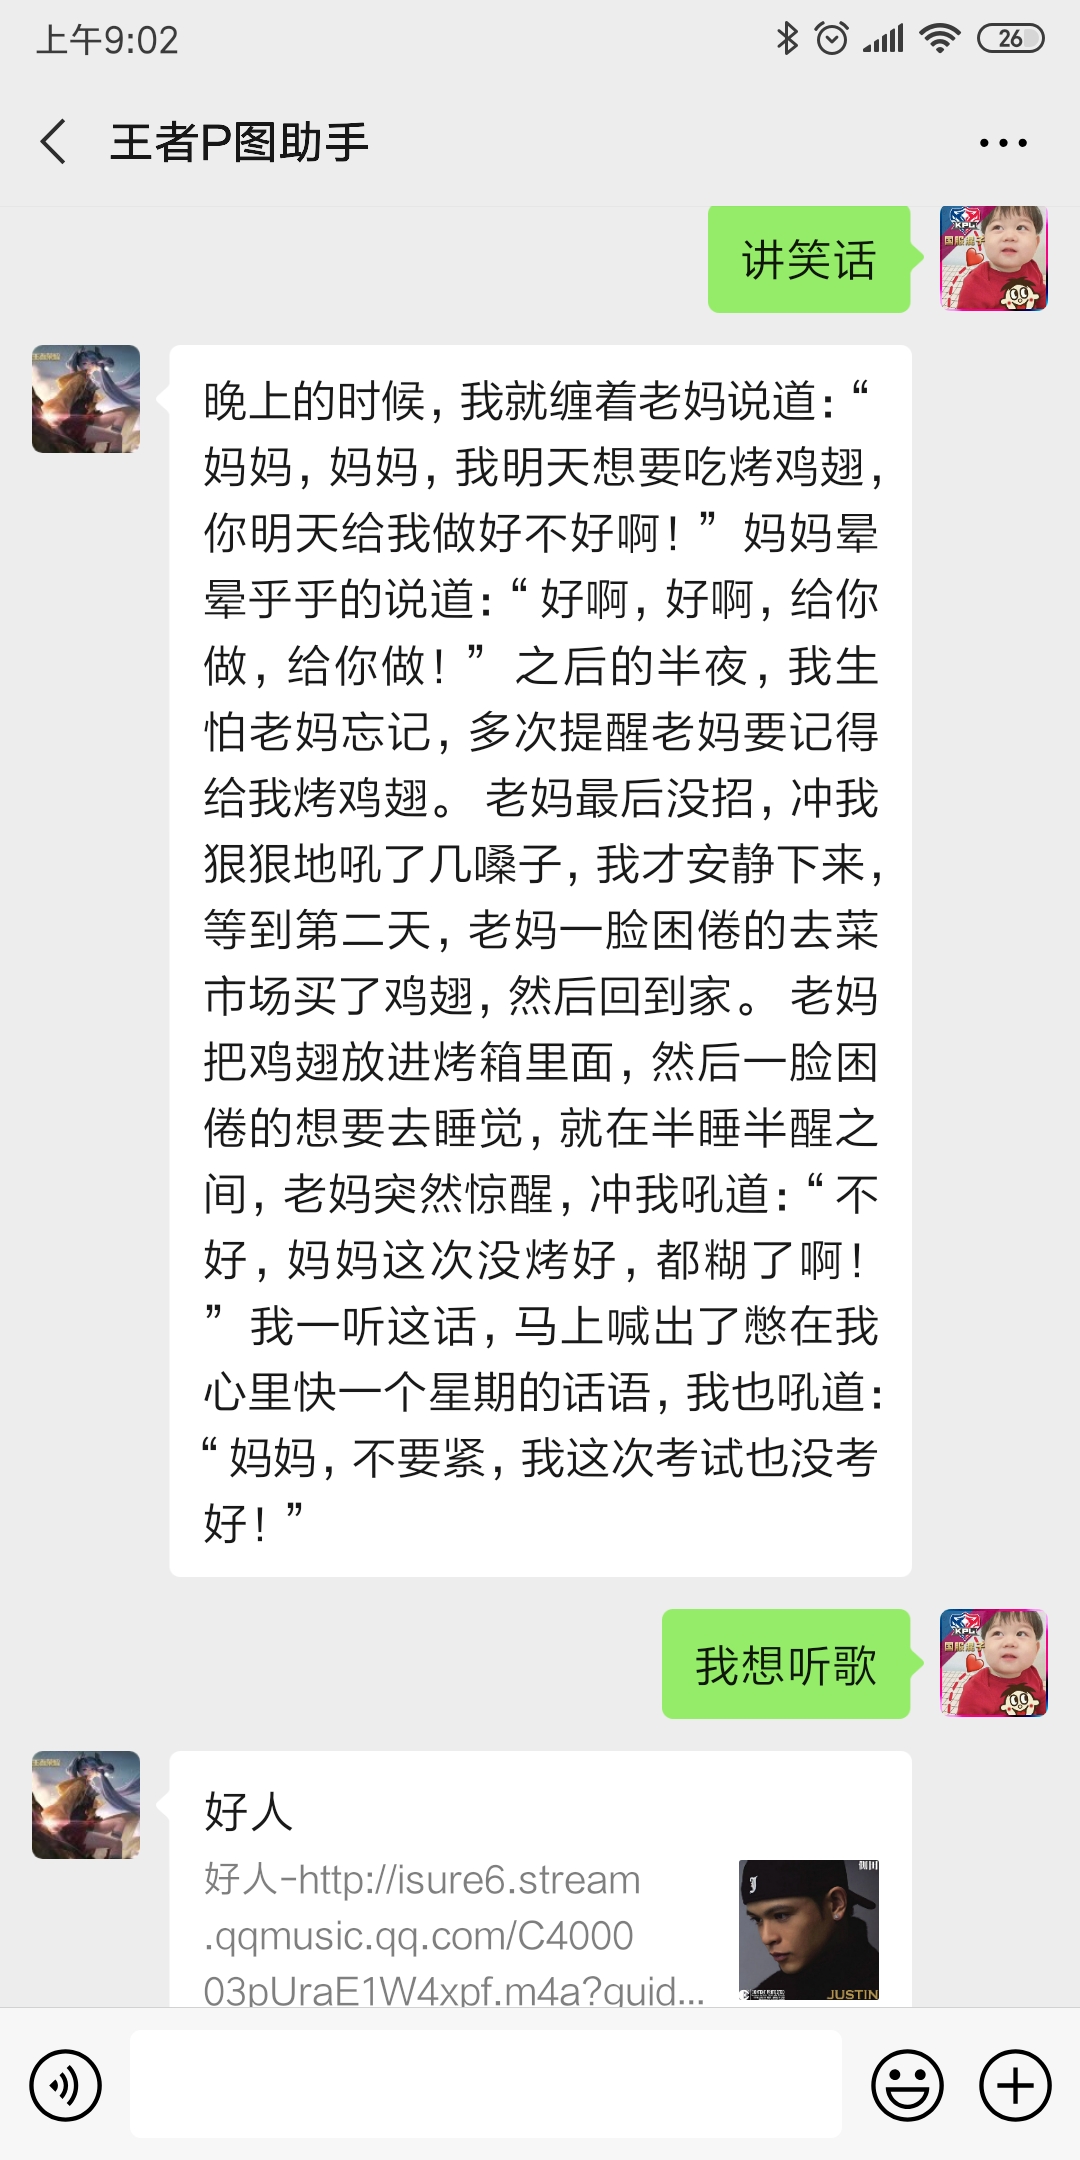 上午9:02
26
王者P图助手
讲笑话
KPL
晚上的时候，我就缠着老妈说道：“
妈妈，妈妈，我明天想要吃烤鸡翅，
你明天给我做好不好啊！”妈妈晕
晕乎乎的说道：“好啊，好啊，给你
做，给你做！” 之后的半夜，我生
怕老妈忘记，多次提醒老妈要记得
给我烤鸡翅。 老妈最后没招，冲我
狠狠地吼了几嗓子，我才安静下来，
等到第二天，老妈一脸困倦的去菜
市场买了鸡翅，然后回到家。 老妈
把鸡翅放进烤箱里面，然后一脸困
倦的想要去睡觉，就在半睡半醒之
间，老妈突然惊醒，冲我吼道：“不
好，妈妈这次没烤好，都糊了啊！
”我一听这话，马上喊出了憋在我
心里快一个星期的话语，我也吼道：
“妈妈，不要紧，我这次考试也没考
好！”
我想听歌
KPL
好人
好人-http://isure6.stream
.qqmusic.qq.com/C4000
03pUraE1W4xpf.m4a?guid...
側田
JUSTIN